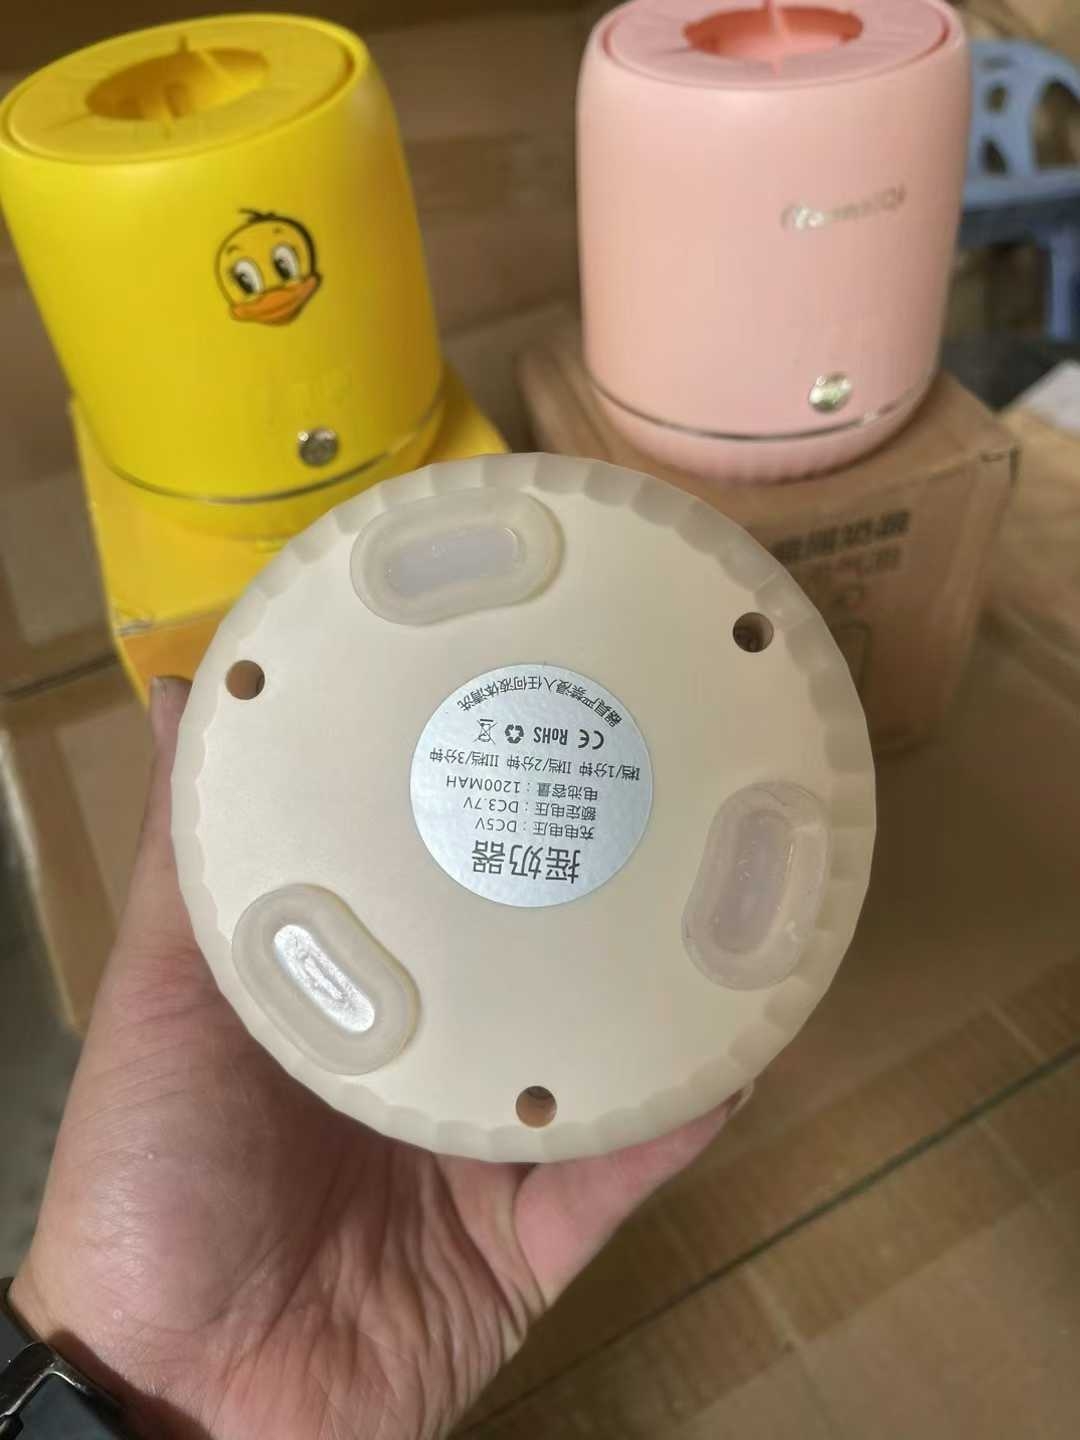 摇奶器
充电电压：DC5V
额定电压：DC3.7V
电池容量：1200MAH
I档/1分钟 II档/2分钟 III档/3分钟
CE RoHS
器具严禁浸入任何液体清洗